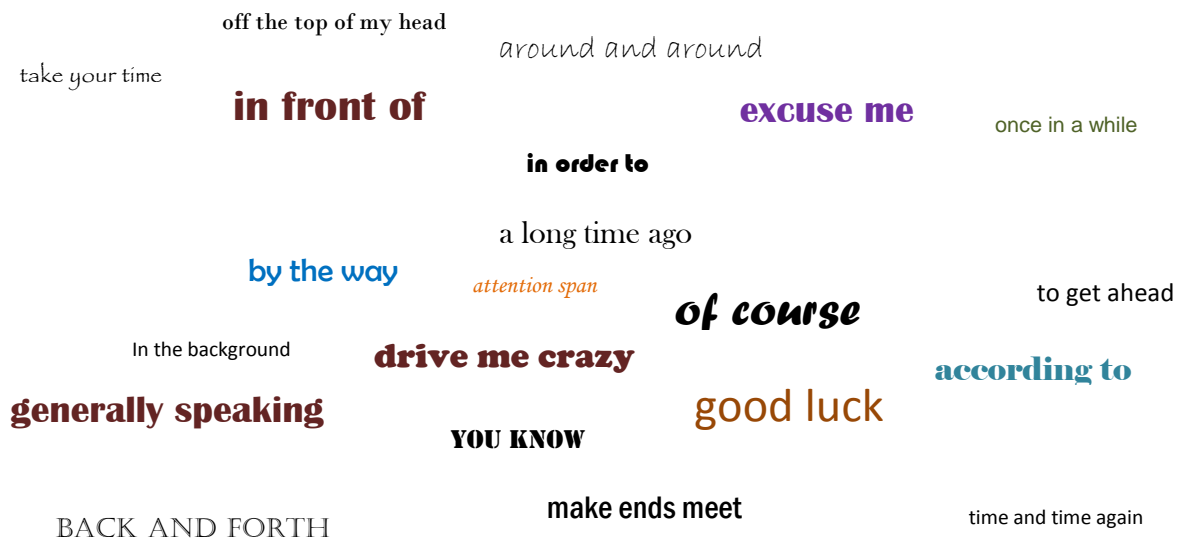 off the top of my head
around and around
take your time
in front of
excuse me
once in a while
in order to
a long time ago
by the way
attention span
to get ahead
of course
In the background
drive me crazy
according to
generally speaking
good luck
YOU KNOW
make ends meet
BACK AND FORTH
time and time again